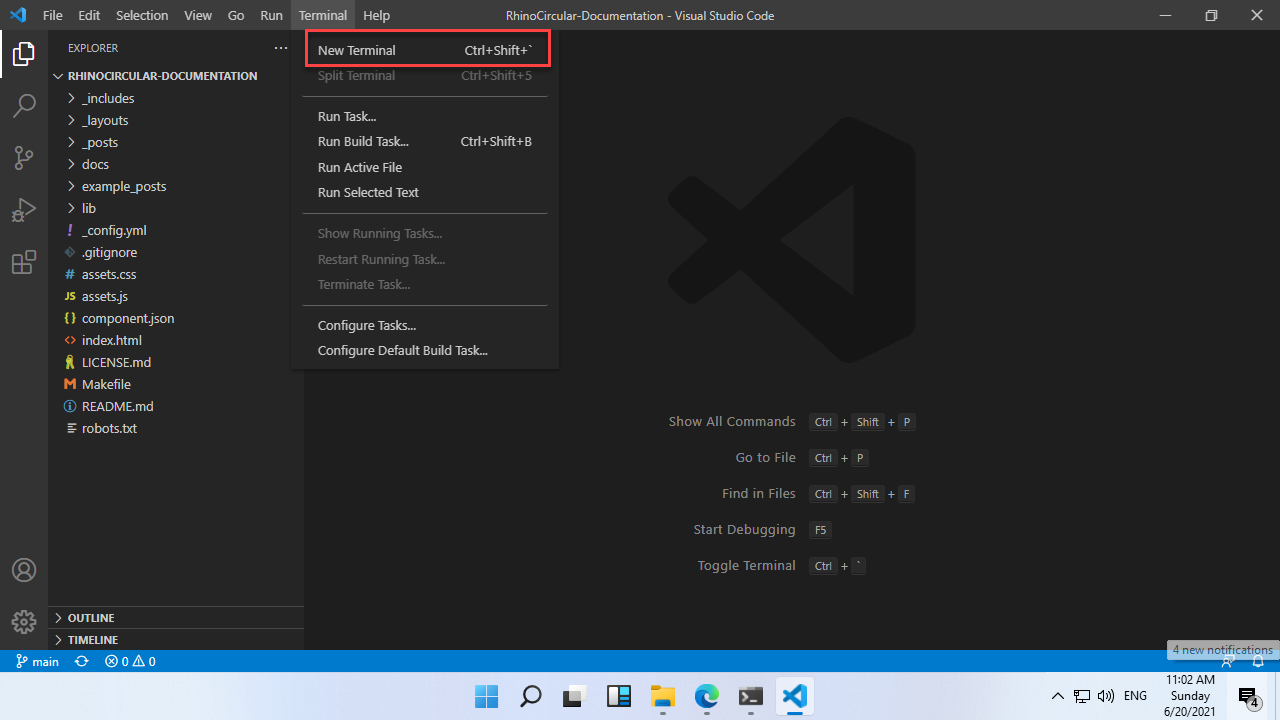 File Edit Selection View Go Run Terminal Help RhinoCircular-Documentation - Visual Studio Code
EXPLORER
RHINOCIRCULAR-DOCUMENTATION
_includes
_layouts
_posts
docs
example_posts
lib
_config.yml
.gitignore
assets.css
assets.js
component.json
index.html
LICENSE.md
Makefile
README.md
robots.txt
OUTLINE
TIMELINE
New Terminal Ctrl+Shift+`
Split Terminal Ctrl+Shift+5
Run Task...
Run Build Task... Ctrl+Shift+B
Run Active File
Run Selected Text
Show Running Tasks...
Restart Running Task...
Terminate Task...
Configure Tasks...
Configure Default Build Task...
Show All Commands Ctrl + Shift + P
Go to File Ctrl + P
Find in Files Ctrl + Shift + F
Start Debugging F5
Toggle Terminal Ctrl + `
4 new notifications
main 0 0
ENG
11:02 AM
Sunday
6/20/2021
4